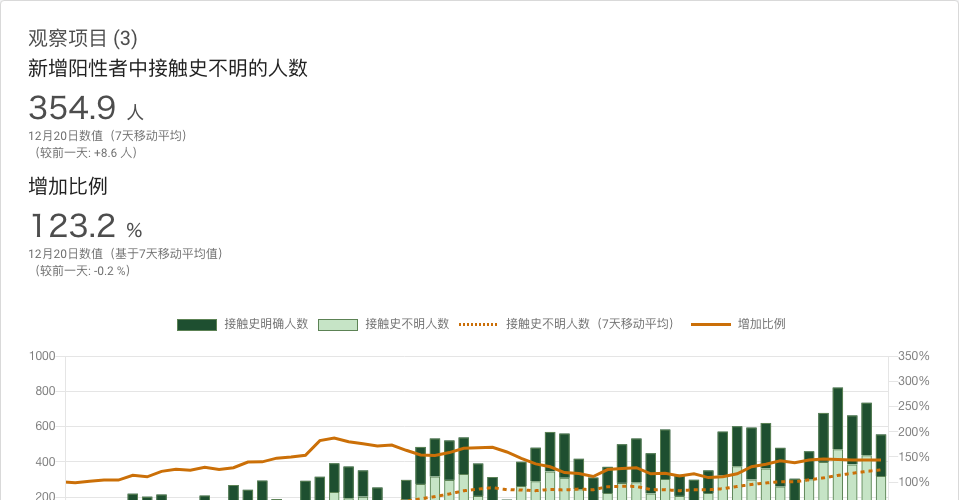 观察项目 (3)
新增阳性者中接触史不明的人数
354.9 人
12月20日数值（7天移动平均）
（较前一天: +8.6 人）
增加比例
123.2 %
12月20日数值（基于7天移动平均值）
（较前一天: -0.2 %）
接触史明确人数 接触史不明人数 接触史不明人数（7天移动平均） 增加比例
1000 350%
300%
800
250%
600 200%
400 150%
100%
200